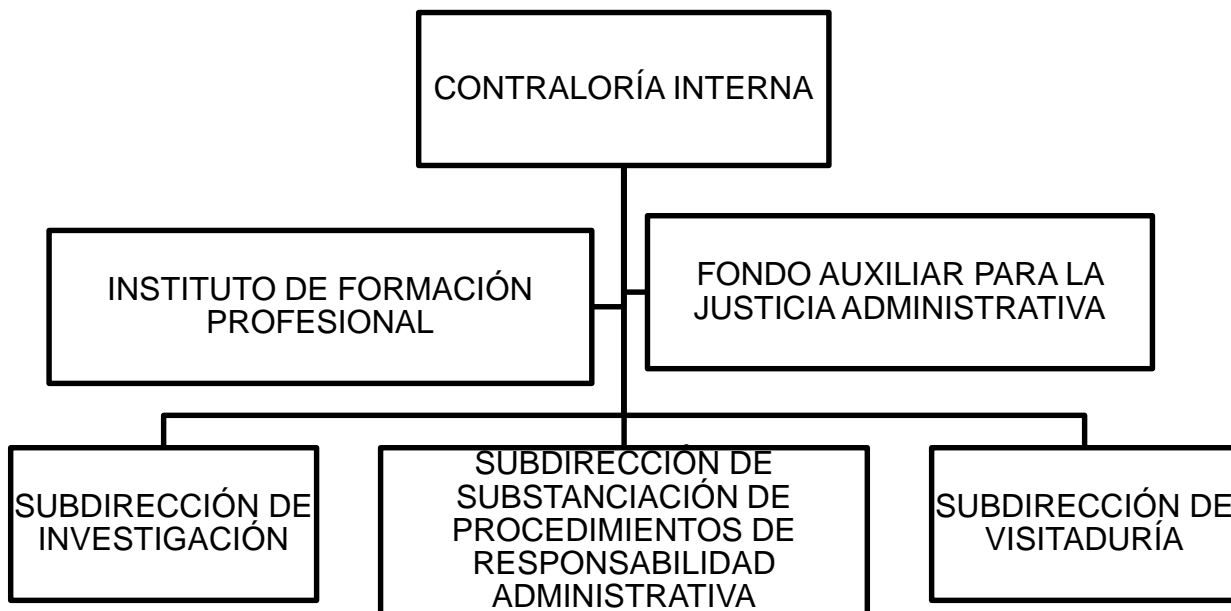 CONTRALORÍA INTERNA
INSTITUTO DE FORMACIÓN
PROFESIONAL
FONDO AUXILIAR PARA LA
JUSTICIA ADMINISTRATIVA
SUBDIRECCIÓN DE
INVESTIGACIÓN
SUBDIRECCIÓN DE
SUBSTANCIACIÓN DE
PROCEDIMIENTOS DE
RESPONSABILIDAD
ADMINISTRATIVA
SUBDIRECCIÓN DE
VISITADURÍA